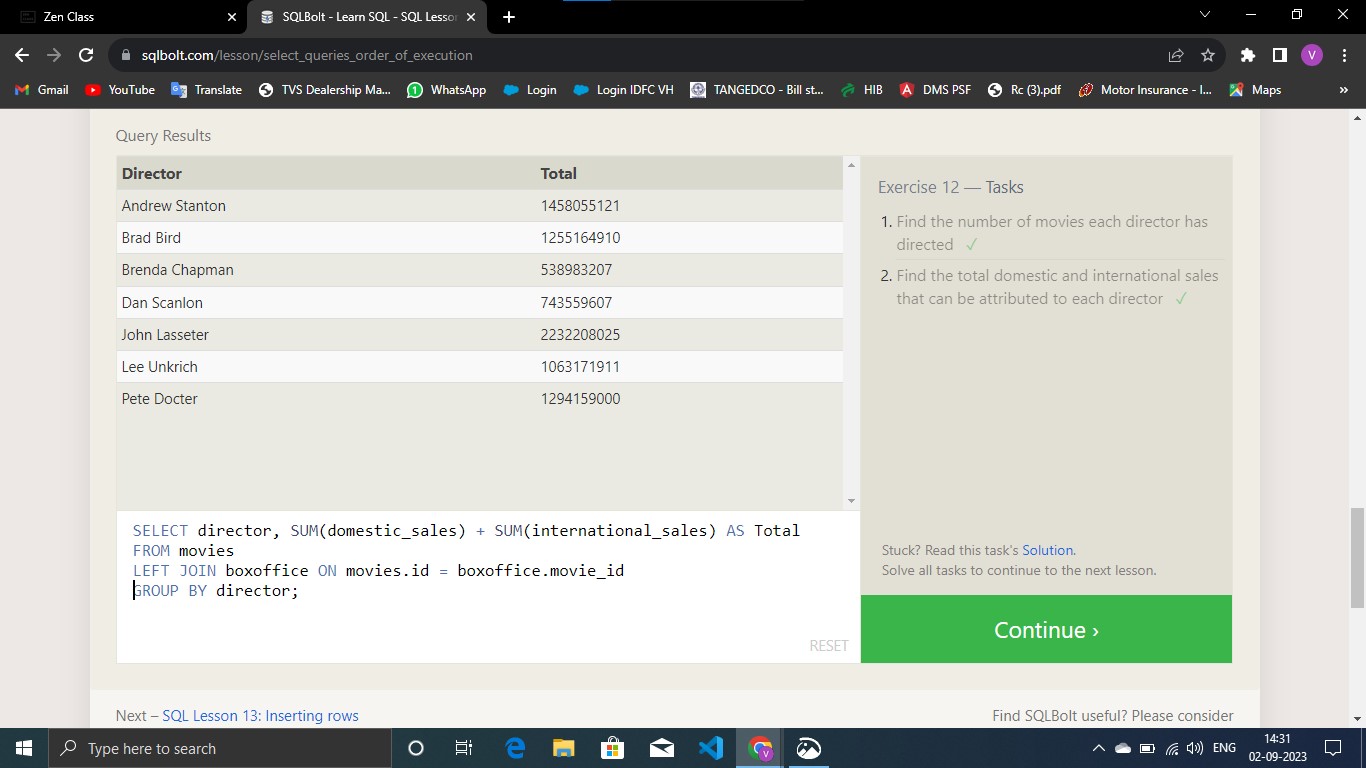 Zen Class
SQLBolt - Learn SQL - SQL Lesson
sqlbolt.com/lesson/select_queries_order_of_execution
V
Gmail YouTube Translate TVS Dealership Ma... WhatsApp Login Login IDFC VH TANGEDCO - Bill st... HIB DMS PSF Rc (3).pdf Motor Insurance - I... Maps »
Query Results
Director Total
Andrew Stanton 1458055121
Brad Bird 1255164910
Brenda Chapman 538983207
Dan Scanlon 743559607
John Lasseter 2232208025
Lee Unkrich 1063171911
Pete Docter 1294159000
SELECT director, SUM(domestic_sales) + SUM(international_sales) AS Total
FROM movies
LEFT JOIN boxoffice ON movies.id = boxoffice.movie_id
GROUP BY director;
RESET
Exercise 12 — Tasks
1. Find the number of movies each director has
directed ✓
2. Find the total domestic and international sales
that can be attributed to each director ✓
Stuck? Read this task's Solution.
Solve all tasks to continue to the next lesson.
Continue ›
Next – SQL Lesson 13: Inserting rows
Find SQLBolt useful? Please consider
Type here to search
ENG
14:31
02-09-2023